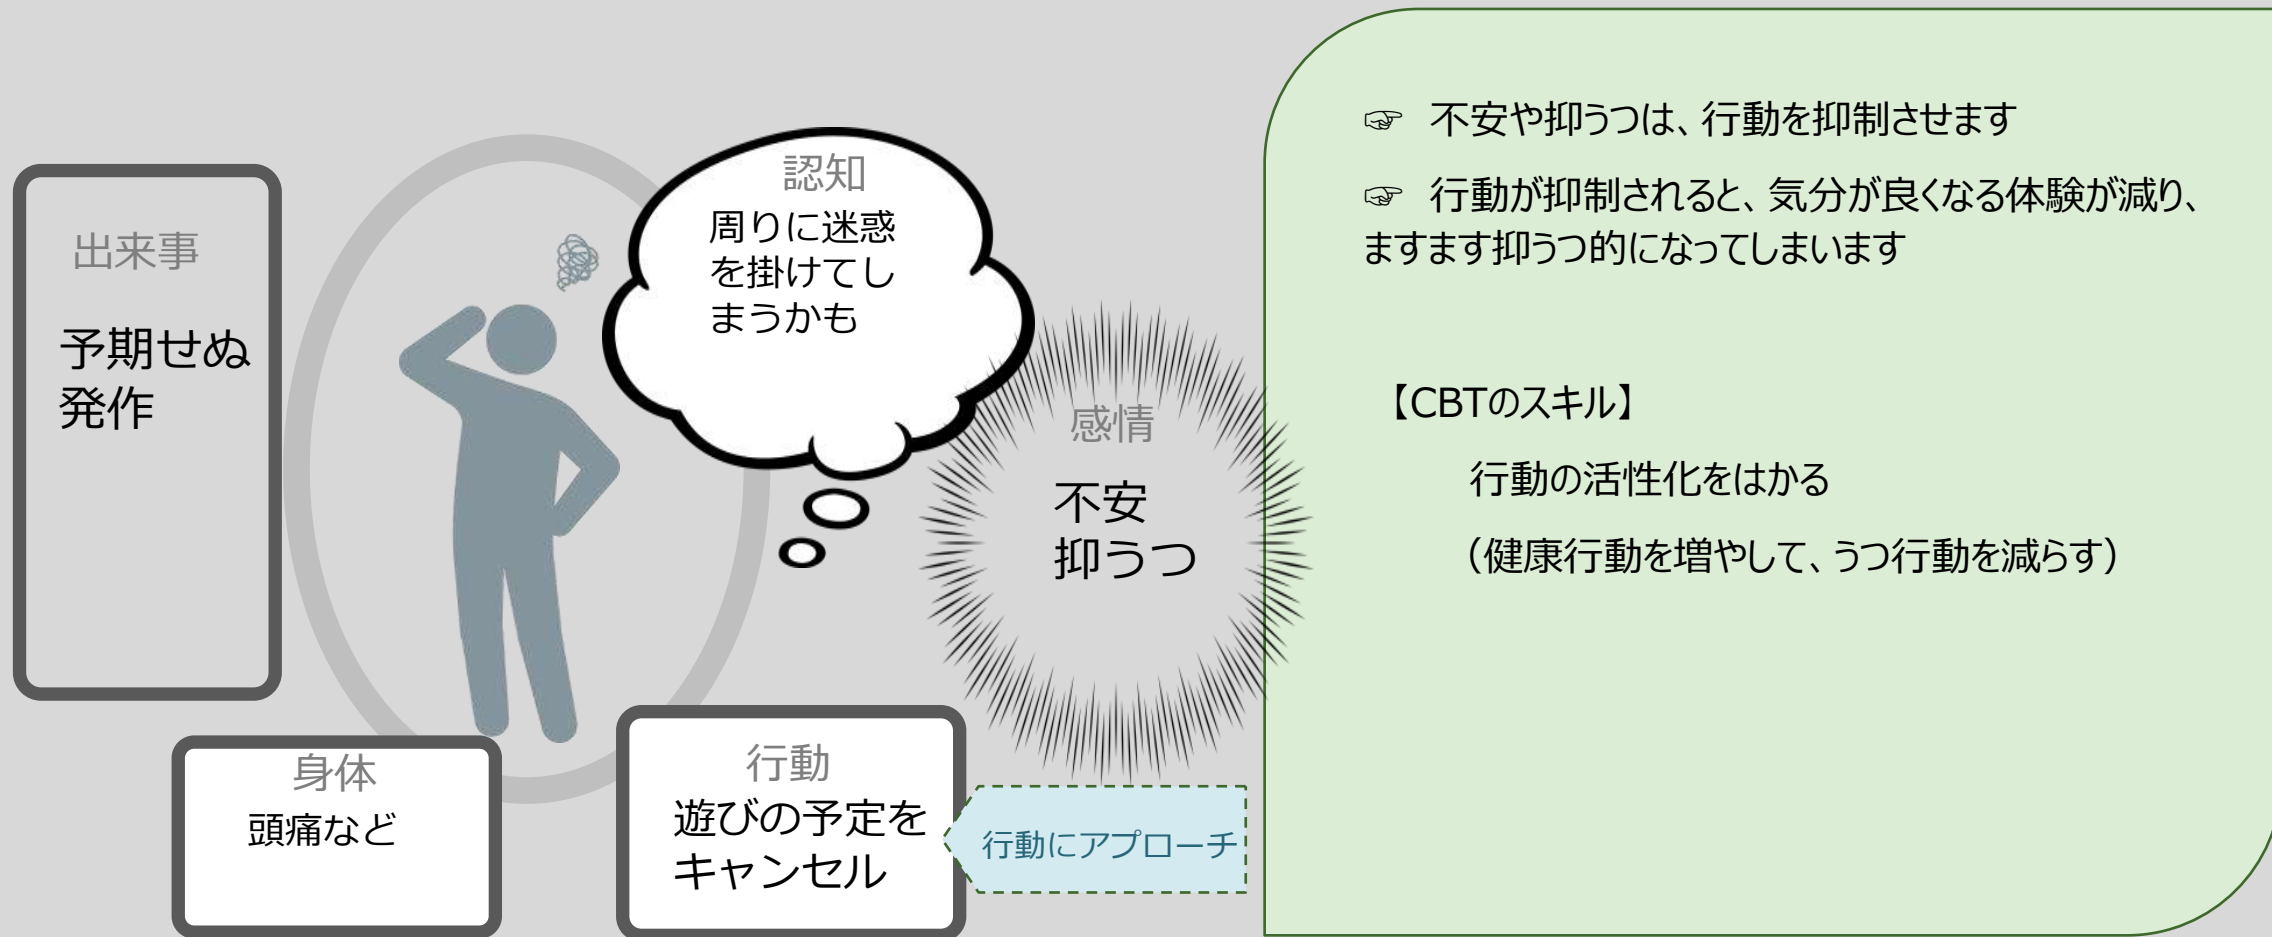 出来事
予期せぬ
発作
認知
周りに迷惑
を掛けてし
まうかも
感情
不安
抑うつ
身体
頭痛など
行動
遊びの予定を
キャンセル
行動にアプローチ
☞ 不安や抑うつは、行動を抑制させます
☞ 行動が抑制されると、気分が良くなる体験が減り、
ますます抑うつ的になってしまいます
【CBTのスキル】
行動の活性化をはかる
（健康行動を増やして、うつ行動を減らす）